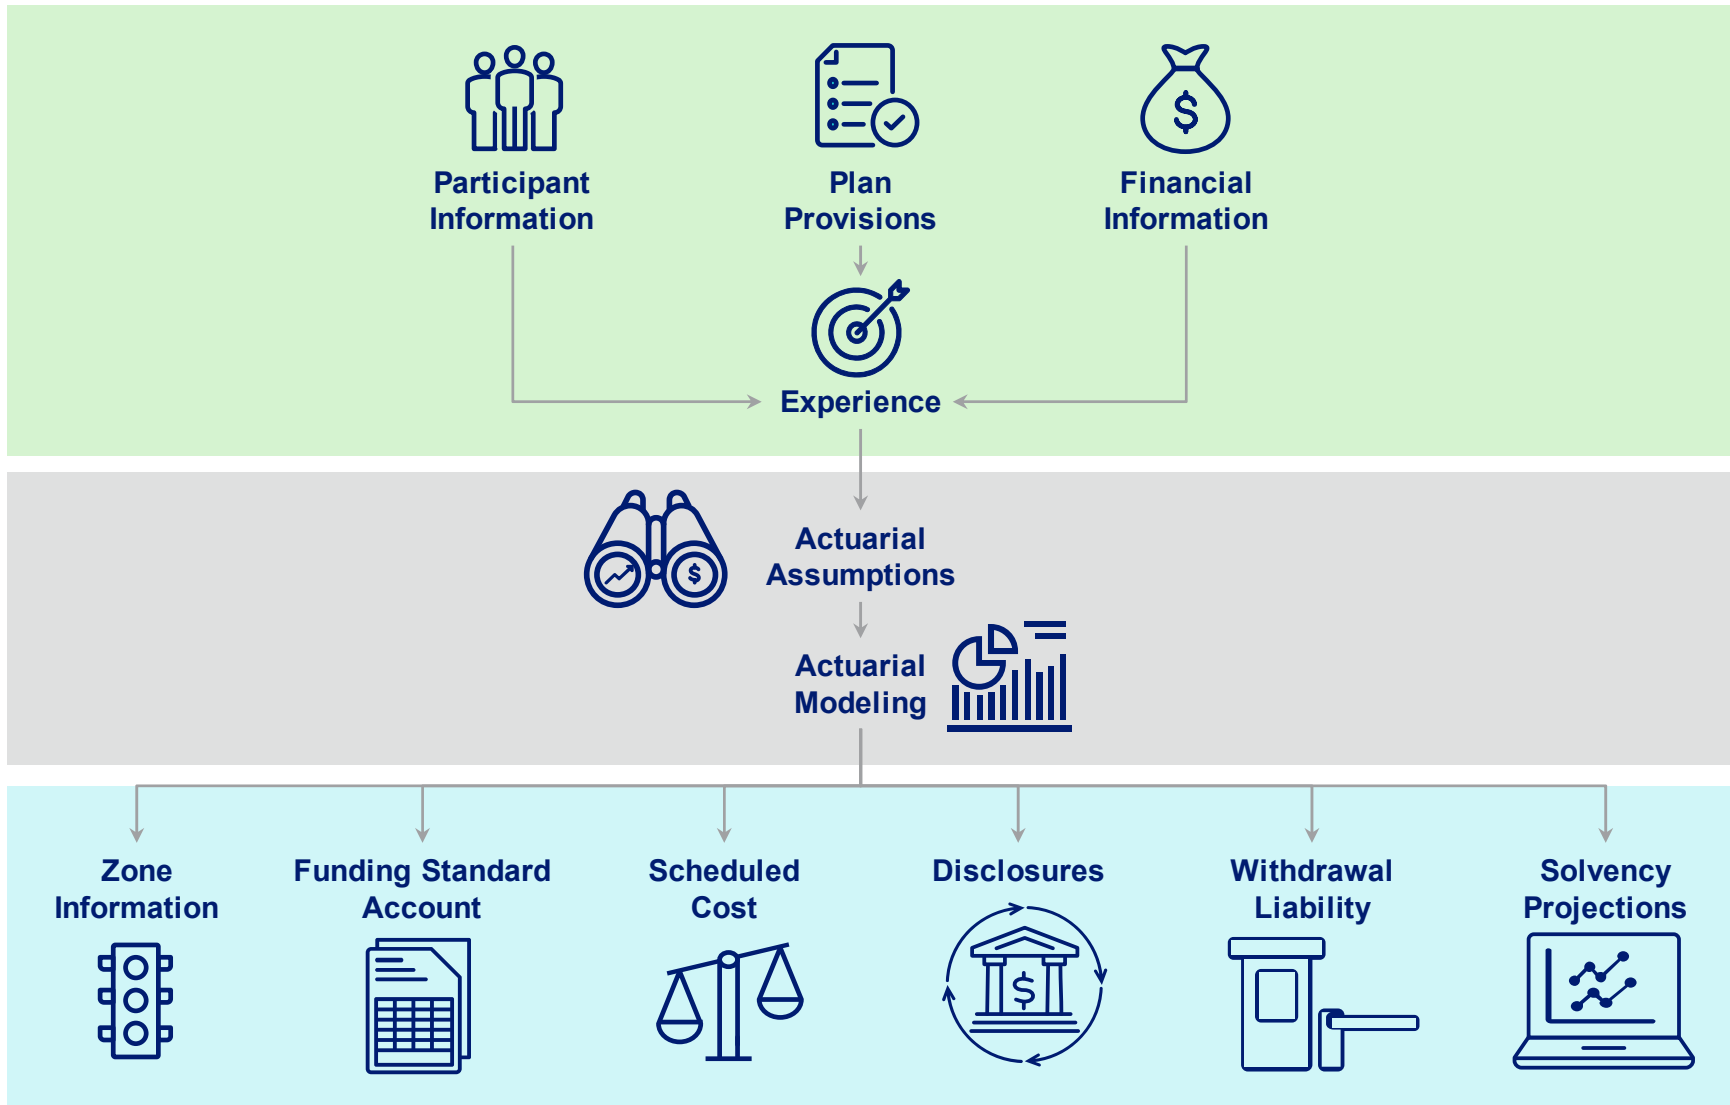 $
Participant
Information
Plan
Provisions
Financial
Information
Experience
$
Actuarial
Assumptions
Actuarial
Modeling
Zone
Information
Funding Standard
Account
Scheduled
Cost
Disclosures
Withdrawal
Liability
Solvency
Projections
$